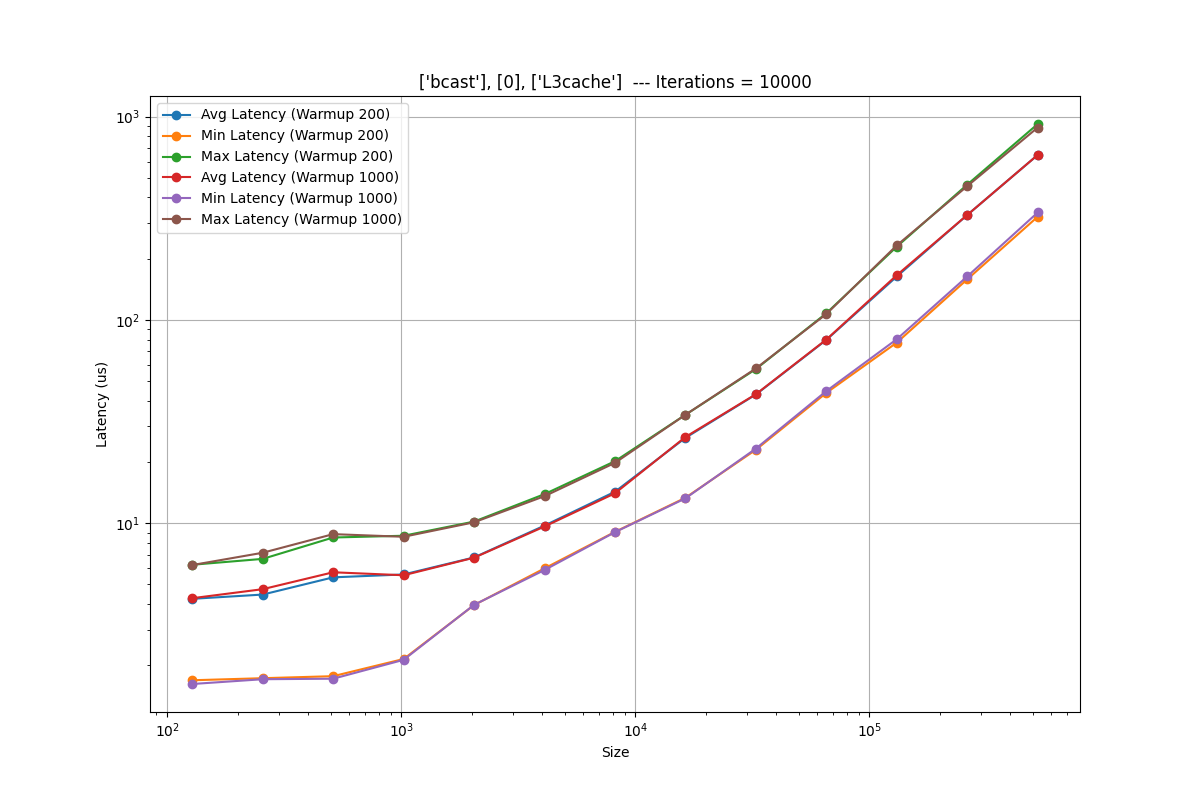 ['bcast'], [0], ['L3cache']  --- Iterations = 10000
Avg Latency (Warmup 200)
Min Latency (Warmup 200)
Max Latency (Warmup 200)
Avg Latency (Warmup 1000)
Min Latency (Warmup 1000)
Max Latency (Warmup 1000)
10³
10²
10¹
Latency (us)
10² 10³ 10⁴ 10⁵
Size